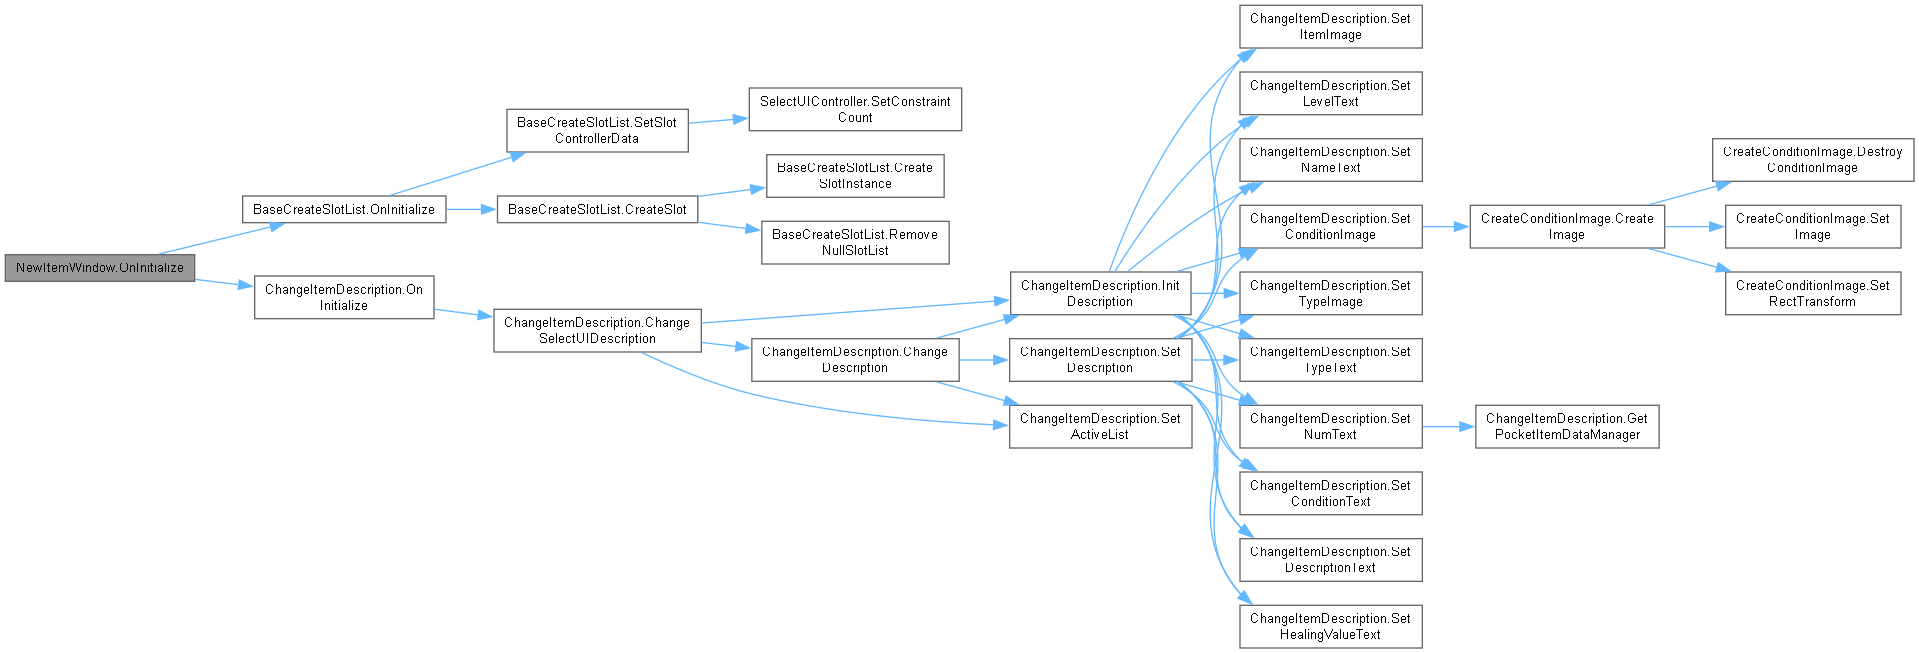 NewItemWindow.OnInitialize
BaseCreateSlotList.OnInitialize
ChangeItemDescription.On
Initialize
BaseCreateSlotList.SetSlot
ControllerData
BaseCreateSlotList.CreateSlot
ChangeItemDescription.Change
SelectUIDescription
SelectUIController.SetConstraint
Count
BaseCreateSlotList.Create
SlotInstance
BaseCreateSlotList.Remove
NullSlotList
ChangeItemDescription.Change
Description
ChangeItemDescription.Init
Description
ChangeItemDescription.Set
Description
ChangeItemDescription.Set
ActiveList
ChangeItemDescription.Set
ItemImage
ChangeItemDescription.Set
LevelText
ChangeItemDescription.Set
NameText
ChangeItemDescription.Set
ConditionImage
ChangeItemDescription.Set
TypeImage
ChangeItemDescription.Set
TypeText
ChangeItemDescription.Set
NumText
ChangeItemDescription.Set
ConditionText
ChangeItemDescription.Set
DescriptionText
ChangeItemDescription.Set
HealingValueText
CreateConditionImage.Create
Image
ChangeItemDescription.Get
PocketItemDataManager
CreateConditionImage.Destroy
ConditionImage
CreateConditionImage.Set
Image
CreateConditionImage.Set
RectTransform